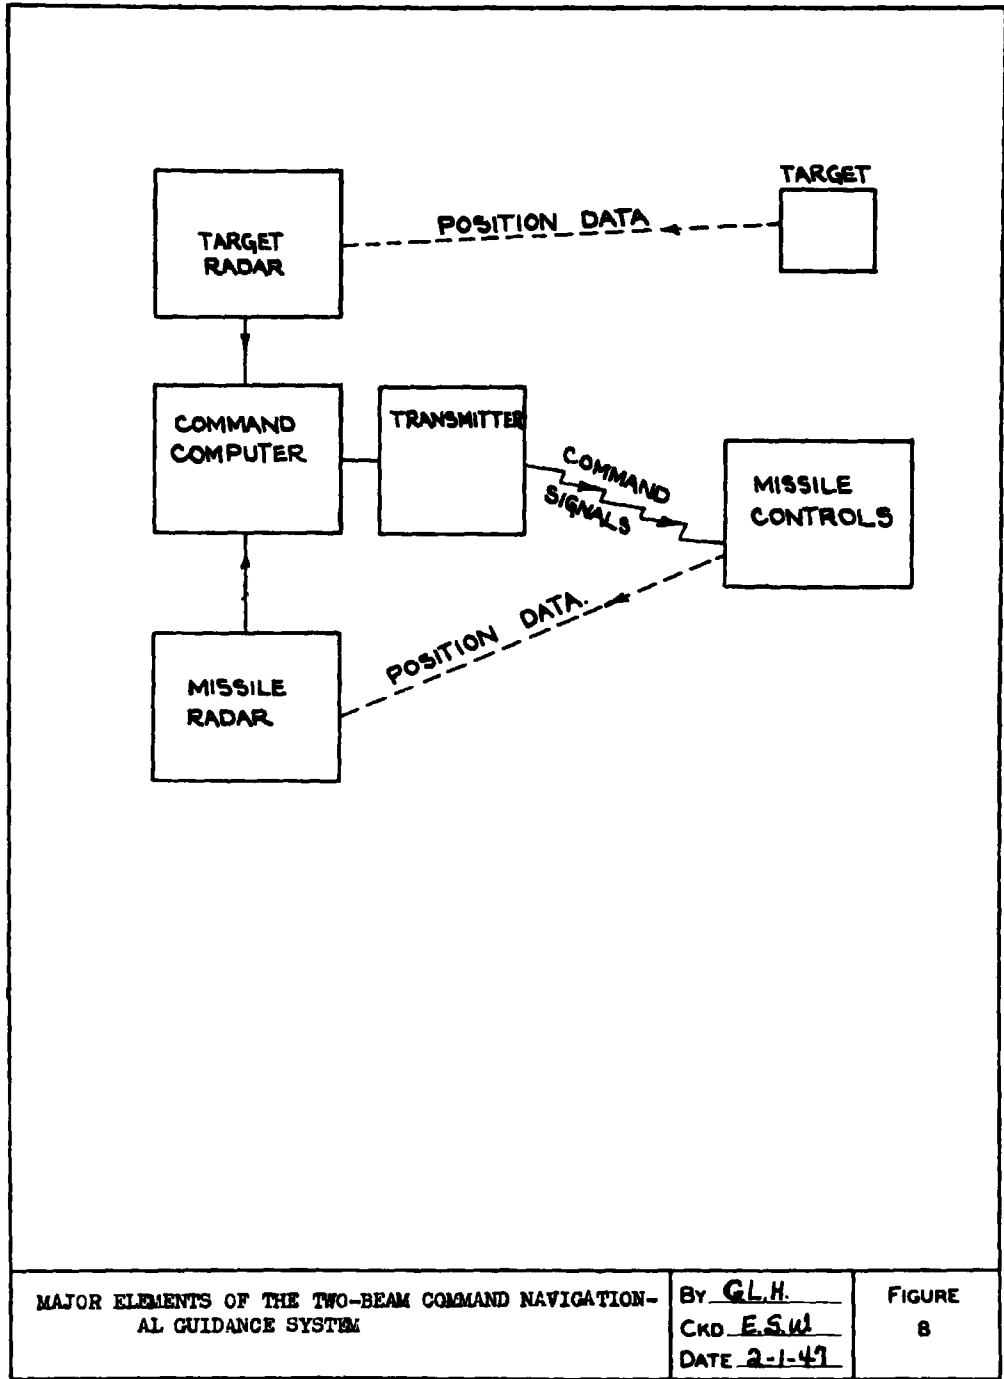 TARGET
TARGET
RADAR
POSITION DATA
COMMAND
COMPUTER
TRANSMITTER
COMMAND
SIGNALS
MISSILE
CONTROLS
POSITION DATA.
MISSILE
RADAR
MAJOR ELEMENTS OF THE TWO-BEAM COMMAND NAVIGATION-
AL GUIDANCE SYSTEM
BY G.L.H.
CKD E.S.W
DATE 2-1-47
FIGURE
8